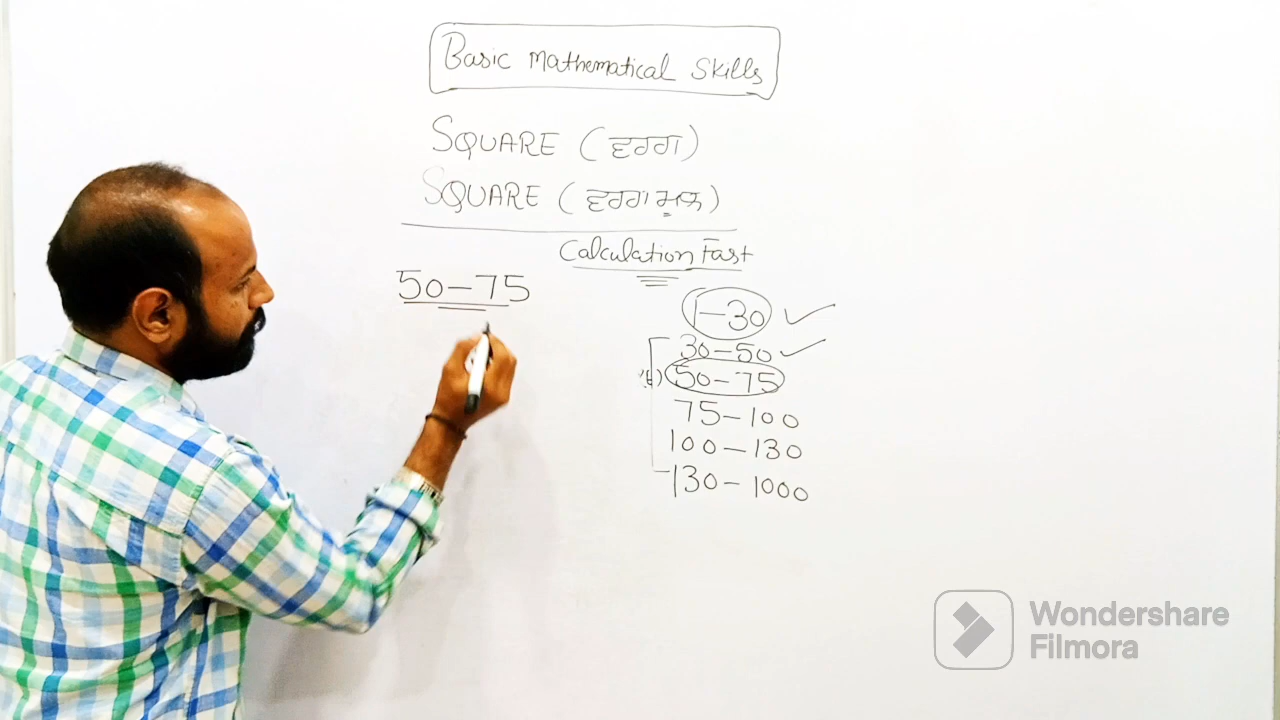 Basic Mathematical Skills
SQUARE (ਵਰਗ)
SQUARE (ਵਰਗ ਮੂਲ)
Calculation Fast
50-75
1-30 ✓
30-50 ✓
50-75
75-100
100-130
130-1000
Wondershare
Filmora